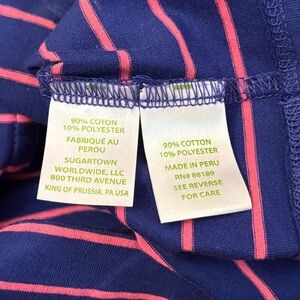 90% COTON
10% POLYESTER
FABRIQUÉ AU
PEROU
SUGARTOWN
WORLDWIDE, LLC
800 THIRD AVENUE
KING OF PRUSSIA, PA USA
90% COTTON
10% POLYESTER
MADE IN PERU
RN# 88189
SEE REVERSE
FOR CARE